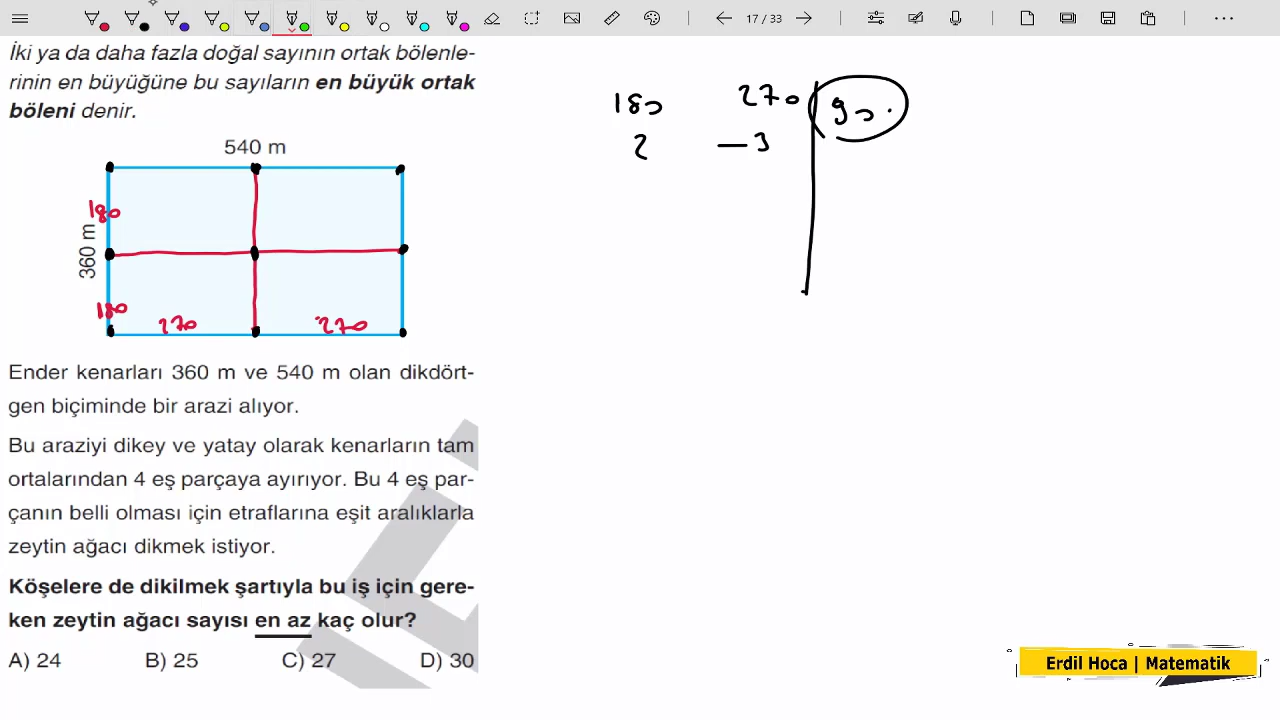 17 / 33
İki ya da daha fazla doğal sayının ortak bölenle-
rinin en büyüğüne bu sayıların en büyük ortak
böleni denir.
540 m
360 m
180
180
270
270
180 270 90
2 3
Ender kenarları 360 m ve 540 m olan dikdört-
gen biçiminde bir arazi alıyor.
Bu araziyi dikey ve yatay olarak kenarların tam
ortalarından 4 eş parçaya ayırıyor. Bu 4 eş par-
çanın belli olması için etraflarına eşit aralıklarla
zeytin ağacı dikmek istiyor.
Köşelere de dikilmek şartıyla bu iş için gere-
ken zeytin ağacı sayısı en az kaç olur?
A) 24 B) 25 C) 27 D) 30
Erdil Hoca | Matematik